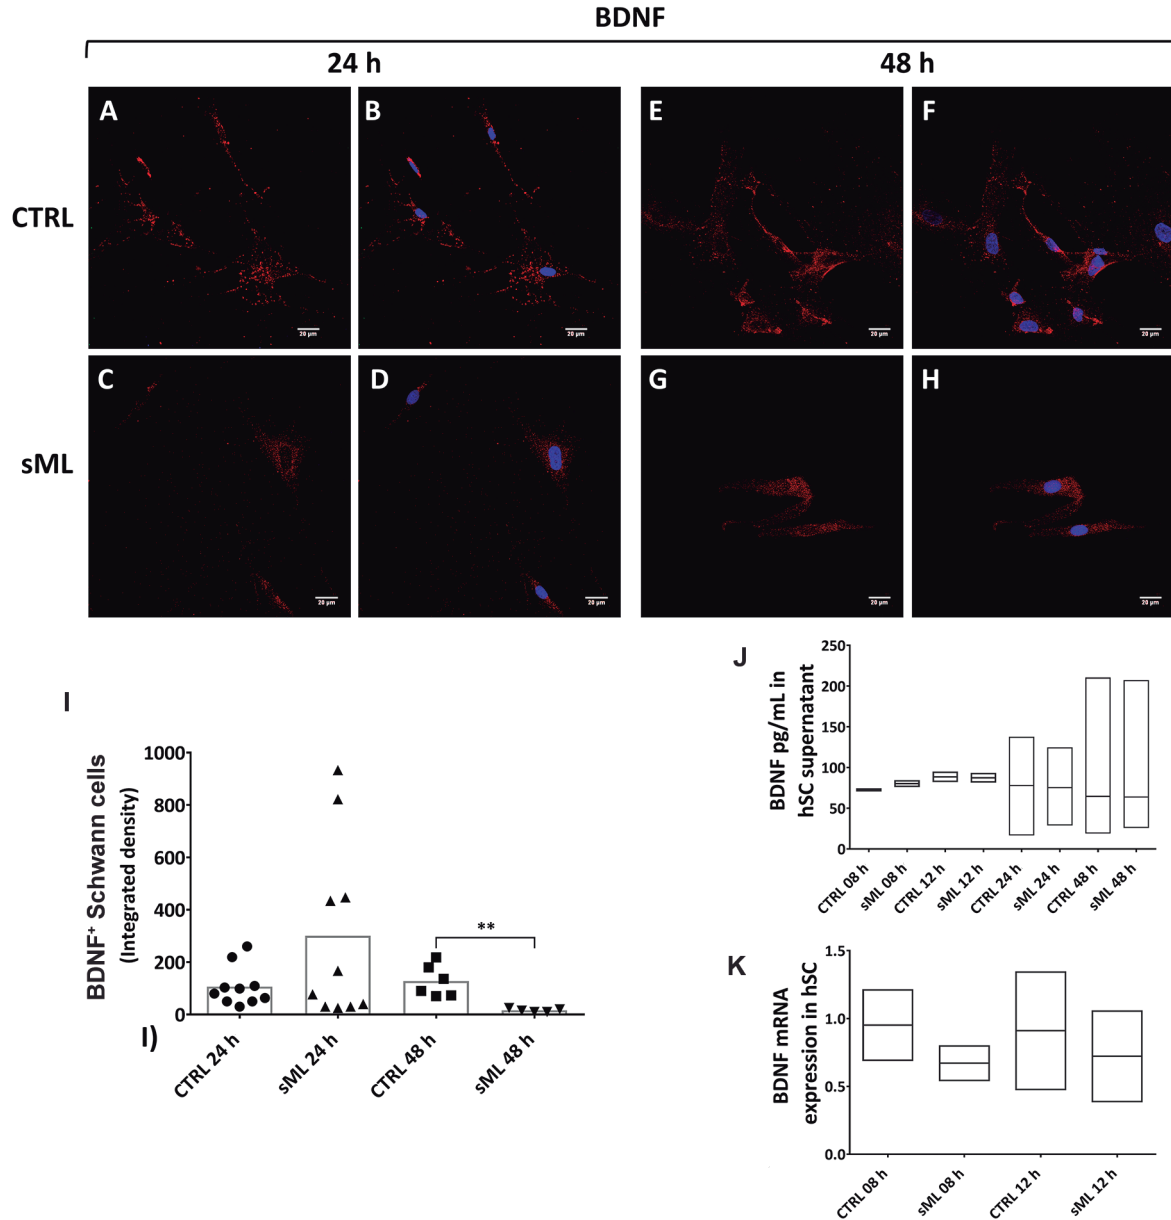 BDNF
24 h 48 h
A B E F
CTRL
20 µm 20 µm 20 µm 20 µm
C D G H
sML
20 µm 20 µm 20 µm 20 µm
I
BDNF⁺ Schwann cells
(Integrated density)
1000
800
600
400
200
0
**
I)
CTRL 24 h
sML 24 h
CTRL 48 h
sML 48 h
J
BDNF pg/mL in
hSC supernatant
250
200
150
100
50
0
CTRL 08 h
sML 08 h
CTRL 12 h
sML 12 h
CTRL 24 h
sML 24 h
CTRL 48 h
sML 48 h
K
BDNF mRNA
expression in hSC
1.5
1.0
0.5
0.0
CTRL 08 h
sML 08 h
CTRL 12 h
sML 12 h